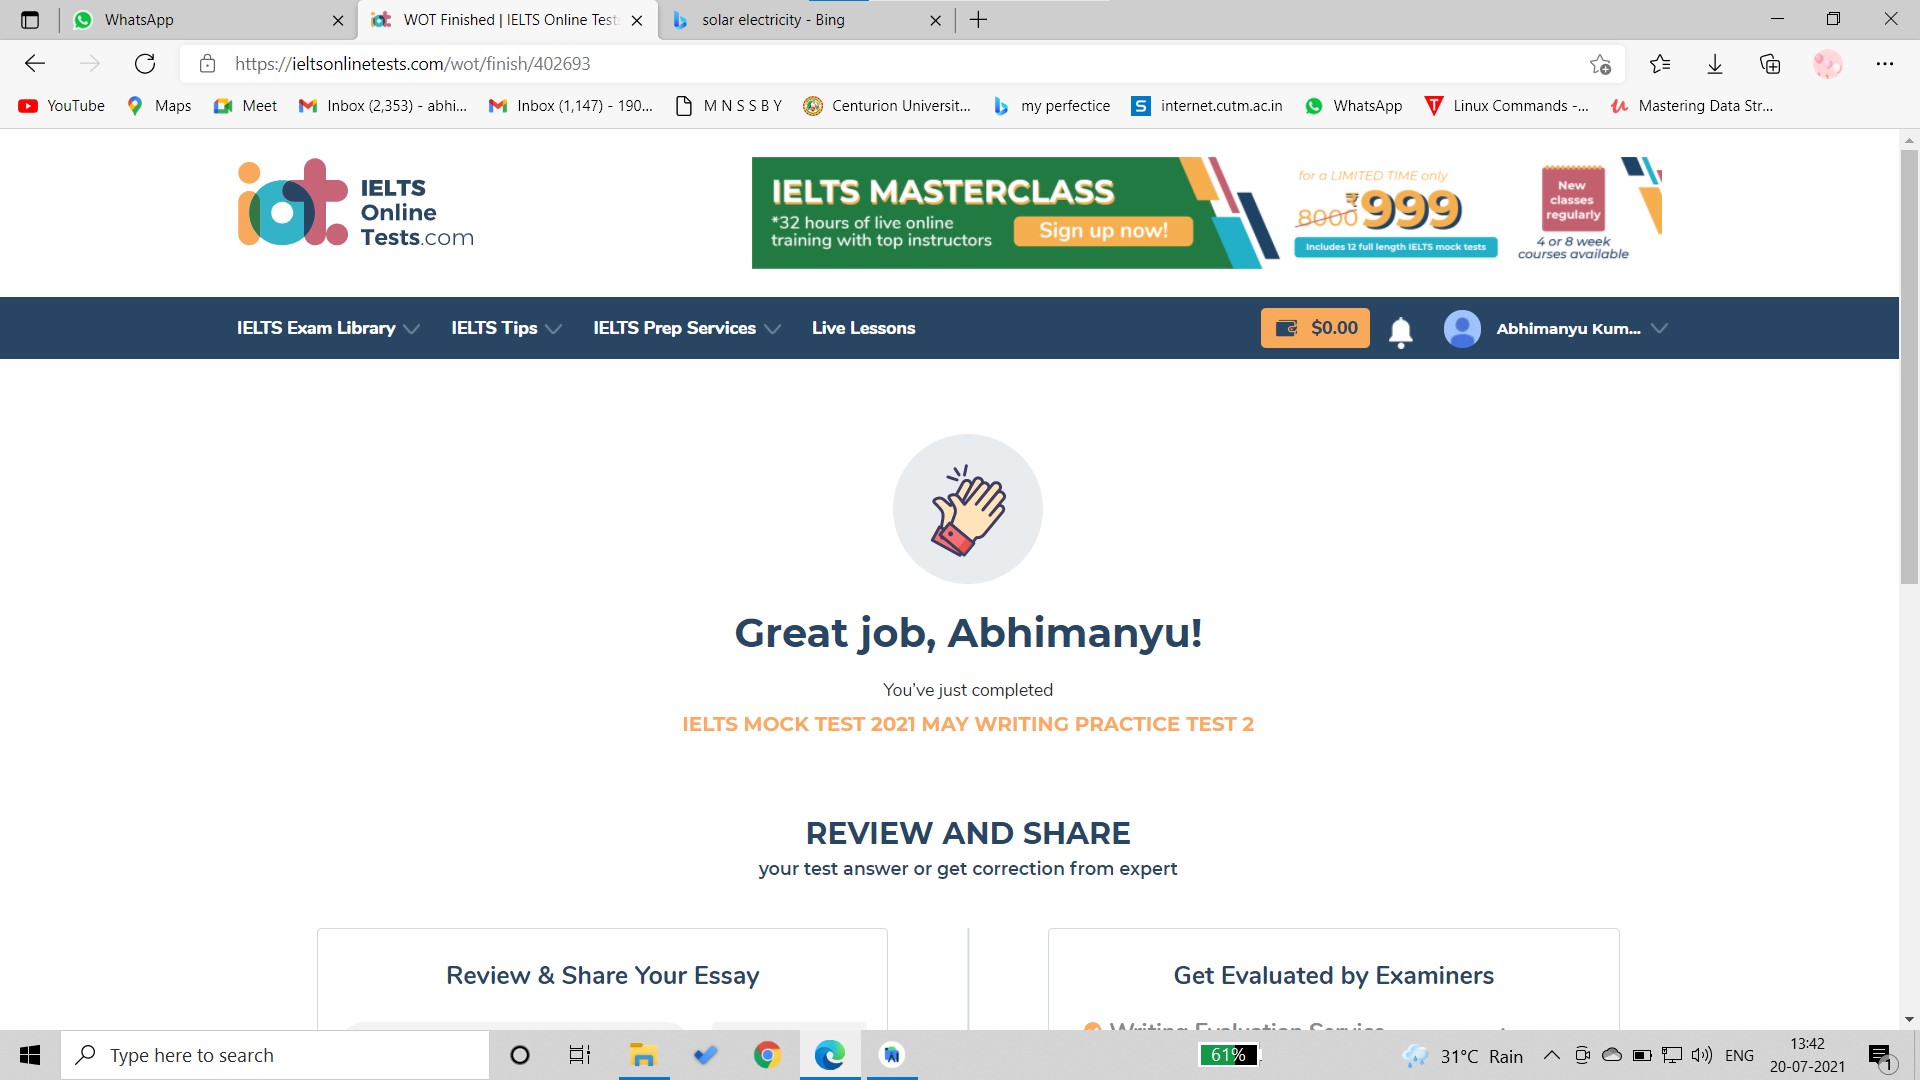 WhatsApp
WOT Finished | IELTS Online Test
solar electricity - Bing
https://ieltsonlinetests.com/wot/finish/402693
YouTube
Maps
Meet
Inbox (2,353) - abhi...
Inbox (1,147) - 190...
M N S S B Y
Centurion Universit...
my perfectice
internet.cutm.ac.in
WhatsApp
Linux Commands -...
Mastering Data Str...
iot
IELTS
Online
Tests.com
IELTS MASTERCLASS
*32 hours of live online
training with top instructors
Sign up now!
for a LIMITED TIME only
8000 ₹999
Includes 12 full length IELTS mock tests
New
classes
regularly
4 or 8 week
courses available
IELTS Exam Library
IELTS Tips
IELTS Prep Services
Live Lessons
$0.00
Abhimanyu Kum...
Great job, Abhimanyu!
You've just completed
IELTS MOCK TEST 2021 MAY WRITING PRACTICE TEST 2
REVIEW AND SHARE
your test answer or get correction from expert
Review & Share Your Essay
Get Evaluated by Examiners
Writing Evaluation Service
Type here to search
61%
31°C Rain
ENG
13:42
20-07-2021
1